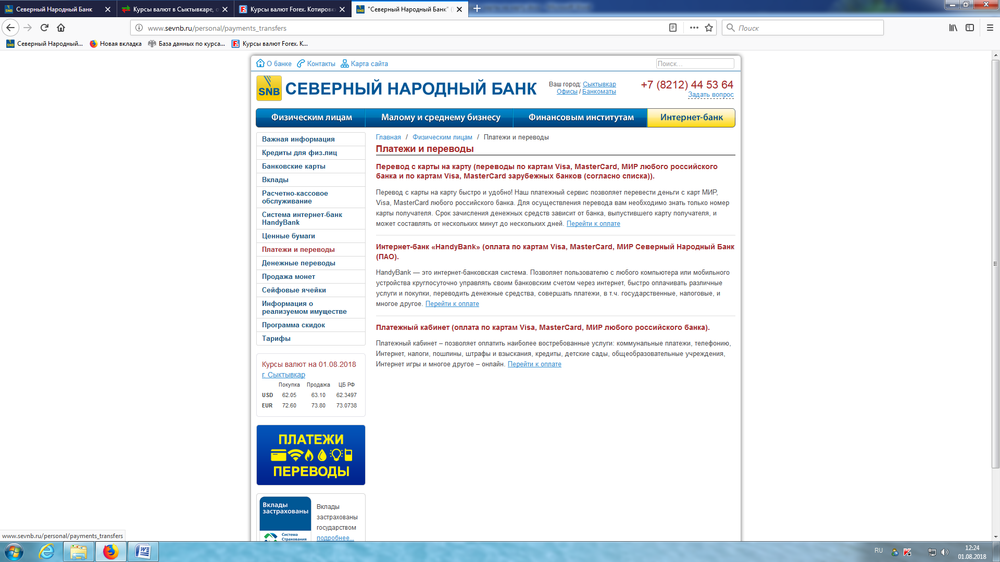 Северный Народный Банк
Курсы валют в Сыктывкаре, о
Курсы валют Forex. Котировк
"Северный Народный Банк" (
www.sevnb.ru/personal/payments_transfers
Поиск
Северный Народный...
Новая вкладка
База данных по курса...
Курсы валют Forex. К...
О банке
Контакты
Карта сайта
Поиск...
SNB
СЕВЕРНЫЙ НАРОДНЫЙ БАНК
Ваш город: Сыктывкар
Офисы / Банкоматы
+7 (8212) 44 53 64
Задать вопрос
Физическим лицам
Малому и среднему бизнесу
Финансовым институтам
Интернет-банк
Важная информация
Кредиты для физ.лиц
Банковские карты
Вклады
Расчетно-кассовое
обслуживание
Система интернет-банк
HandyBank
Ценные бумаги
Платежи и переводы
Денежные переводы
Продажа монет
Сейфовые ячейки
Информация о
реализуемом имуществе
Программа скидок
Тарифы
Главная / Физическим лицам / Платежи и переводы
Платежи и переводы
Перевод с карты на карту (переводы по картам Visa, MasterCard, МИР любого российского
банка и по картам Visa, MasterCard зарубежных банков (согласно списка)).
Перевод с карты на карту быстро и удобно! Наш платежный сервис позволяет перевести деньги с карт МИР,
Visa, MasterCard любого российского банка. Для осуществления перевода вам необходимо знать только номер
карты получателя. Срок зачисления денежных средств зависит от банка, выпустившего карту получателя, и
может составлять от нескольких минут до нескольких дней. Перейти к оплате
Интернет-банк «HandyBank» (оплата по картам Visa, MasterCard, МИР Северный Народный Банк
(ПАО).
HandyBank — это интернет-банковская система. Позволяет пользователю с любого компьютера или мобильного
устройства круглосуточно управлять своим банковским счетом через интернет, быстро оплачивать различные
услуги и покупки, переводить денежные средства, совершать платежи, в т.ч. государственные, налоговые, и
многое другое. Перейти к оплате
Платежный кабинет (оплата по картам Visa, MasterCard, МИР любого российского банка).
Платежный кабинет – позволяет оплатить наиболее востребованные услуги: коммунальные платежи, телефонию,
Интернет, налоги, пошлины, штрафы и взыскания, кредиты, детские сады, общеобразовательные учреждения,
Интернет игры и многое другое – онлайн. Перейти к оплате
Курсы валют на 01.08.2018
г. Сыктывкар
Покупка Продажа ЦБ РФ
USD 62.05 63.10 62.3497
EUR 72.60 73.80 73.0738
ПЛАТЕЖИ
ПЕРЕВОДЫ
Вклады
застрахованы
Система
Страхования
Вклады
застрахованы
государством
подробнее...
www.sevnb.ru/personal/payments_transfers
RU
12:24
01.08.2018